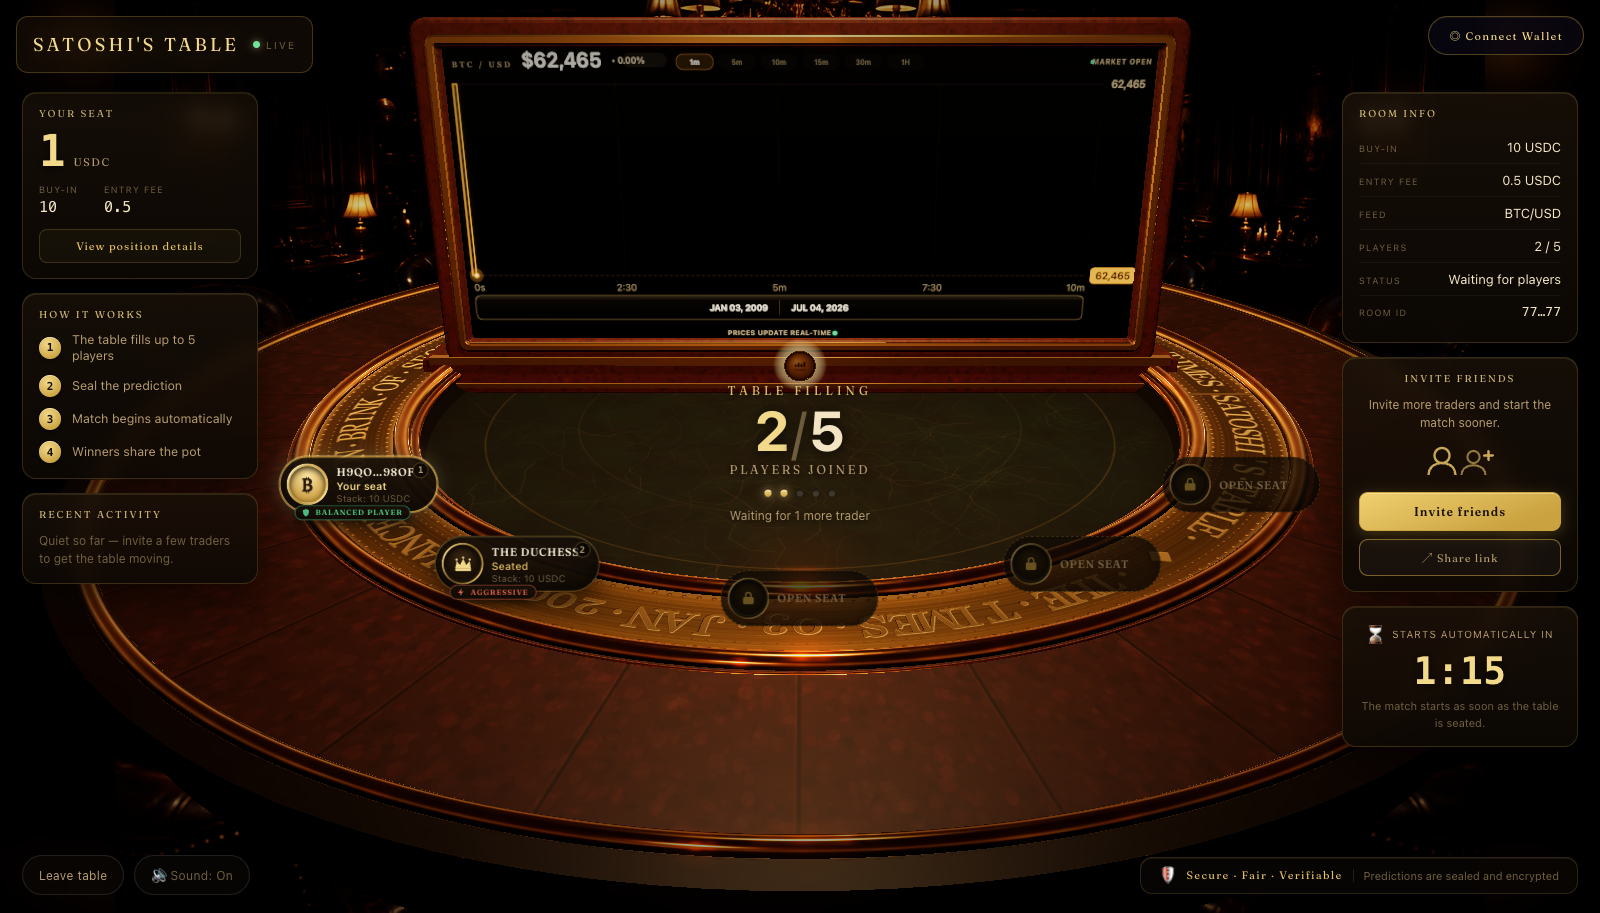 SATOSHI'S TABLE
LIVE
Connect Wallet
YOUR SEAT
1 USDC
BUY-IN ENTRY FEE
10 0.5
View position details
HOW IT WORKS
1 The table fills up to 5 players
2 Seal the prediction
3 Match begins automatically
4 Winners share the pot
RECENT ACTIVITY
Quiet so far — invite a few traders
to get the table moving.
BTC / USD $62,465 • 0.00% 1m 5m 10m 15m 30m 1H MARKET OPEN
62,465
62,465
0s 2:30 5m 7:30 10m
JAN 03, 2009 JUL 04, 2026
PRICES UPDATE REAL-TIME
TABLE FILLING
2/5
PLAYERS JOINED
Waiting for 1 more trader
H9QO...98OF 1
Your seat
Stack: 10 USDC
BALANCED PLAYER
THE DUCHESS 2
Seated
Stack: 10 USDC
AGGRESSIVE
OPEN SEAT
OPEN SEAT
OPEN SEAT
BRINK · OF
THE · TIMES · 03 · JAN · 200
TIMES · SATOSHI'S TABLE ·
ROOM INFO
BUY-IN 10 USDC
ENTRY FEE 0.5 USDC
FEED BTC/USD
PLAYERS 2 / 5
STATUS Waiting for players
ROOM ID 77…77
INVITE FRIENDS
Invite more traders and start the
match sooner.
Invite friends
↗ Share link
STARTS AUTOMATICALLY IN
1:15
The match starts as soon as the table
is seated.
Leave table
Sound: On
Secure · Fair · Verifiable
Predictions are sealed and encrypted